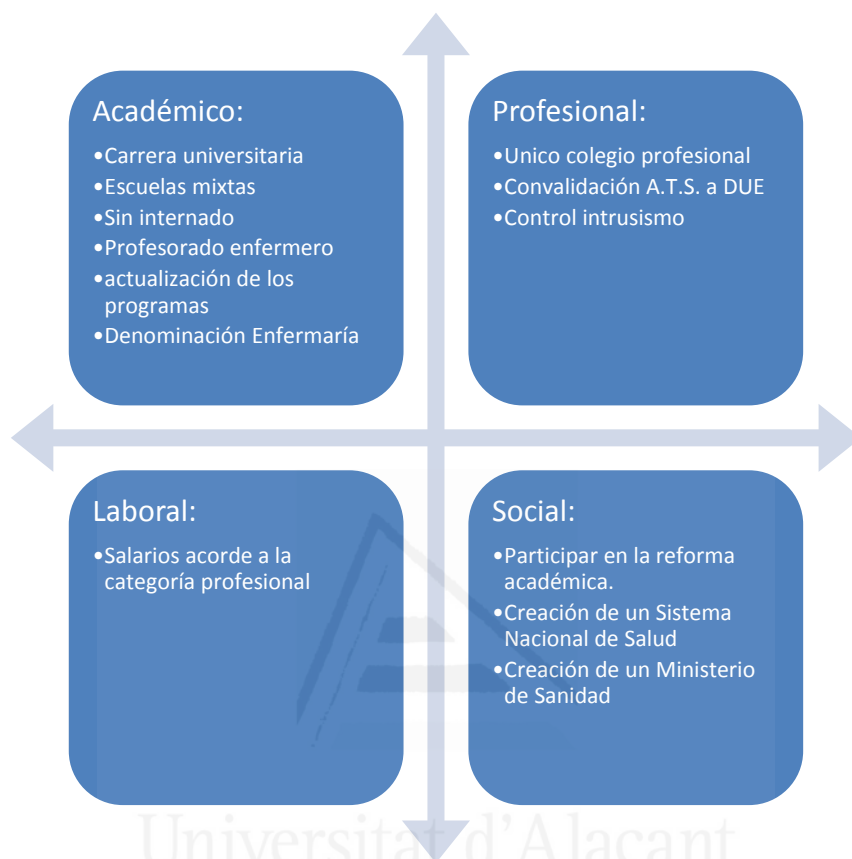 Académico:
•Carrera universitaria
•Escuelas mixtas
•Sin internado
•Profesorado enfermero
•actualización de los
programas
•Denominación Enfermaría
Profesional:
•Unico colegio profesional
•Convalidación A.T.S. a DUE
•Control intrusismo
Laboral:
•Salarios acorde a la
categoría profesional
Social:
•Participar en la reforma
académica.
•Creación de un Sistema
Nacional de Salud
•Creación de un Ministerio
de Sanidad
Universitat d'Alacant